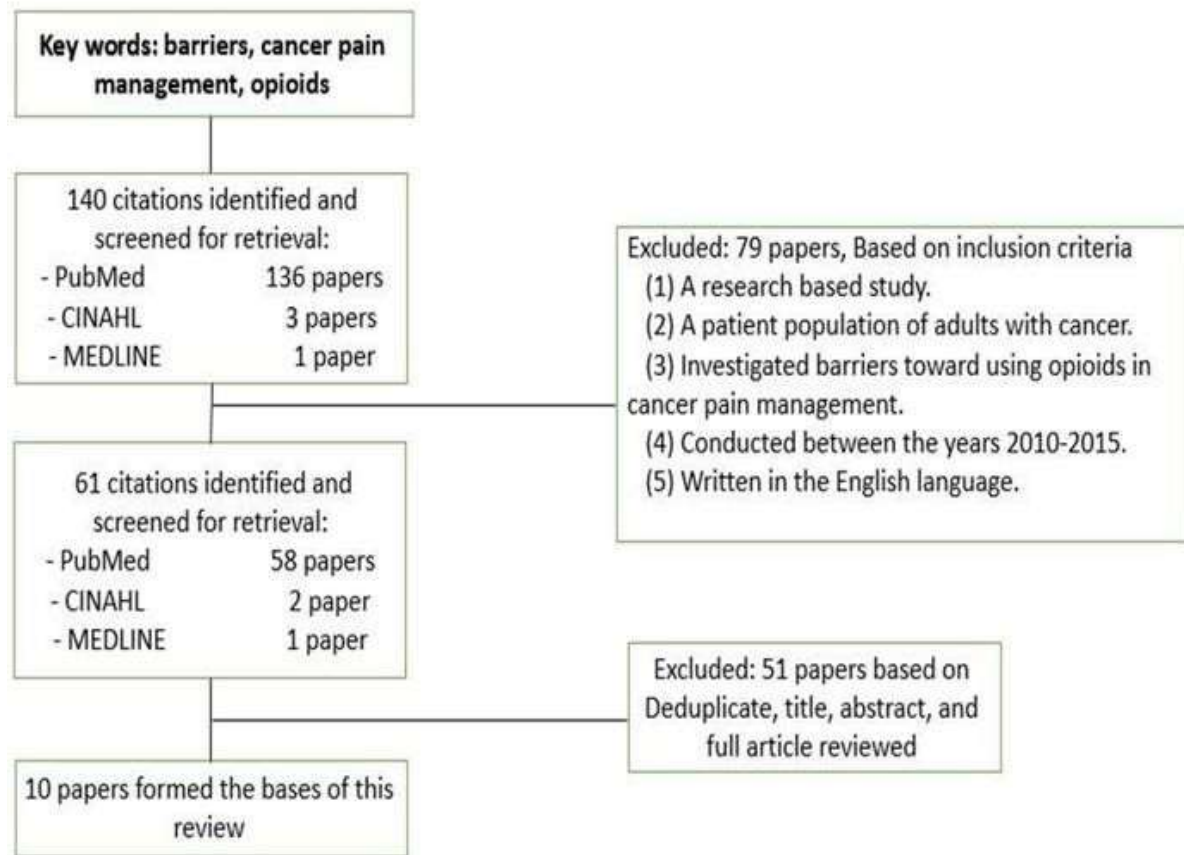 Key words: barriers, cancer pain
management, opioids
140 citations identified and
screened for retrieval:
- PubMed 136 papers
- CINAHL 3 papers
- MEDLINE 1 paper
Excluded: 79 papers, Based on inclusion criteria
(1) A research based study.
(2) A patient population of adults with cancer.
(3) Investigated barriers toward using opioids in
cancer pain management.
(4) Conducted between the years 2010-2015.
(5) Written in the English language.
61 citations identified and
screened for retrieval:
- PubMed 58 papers
- CINAHL 2 paper
- MEDLINE 1 paper
Excluded: 51 papers based on
Deduplicate, title, abstract, and
full article reviewed
10 papers formed the bases of this
review